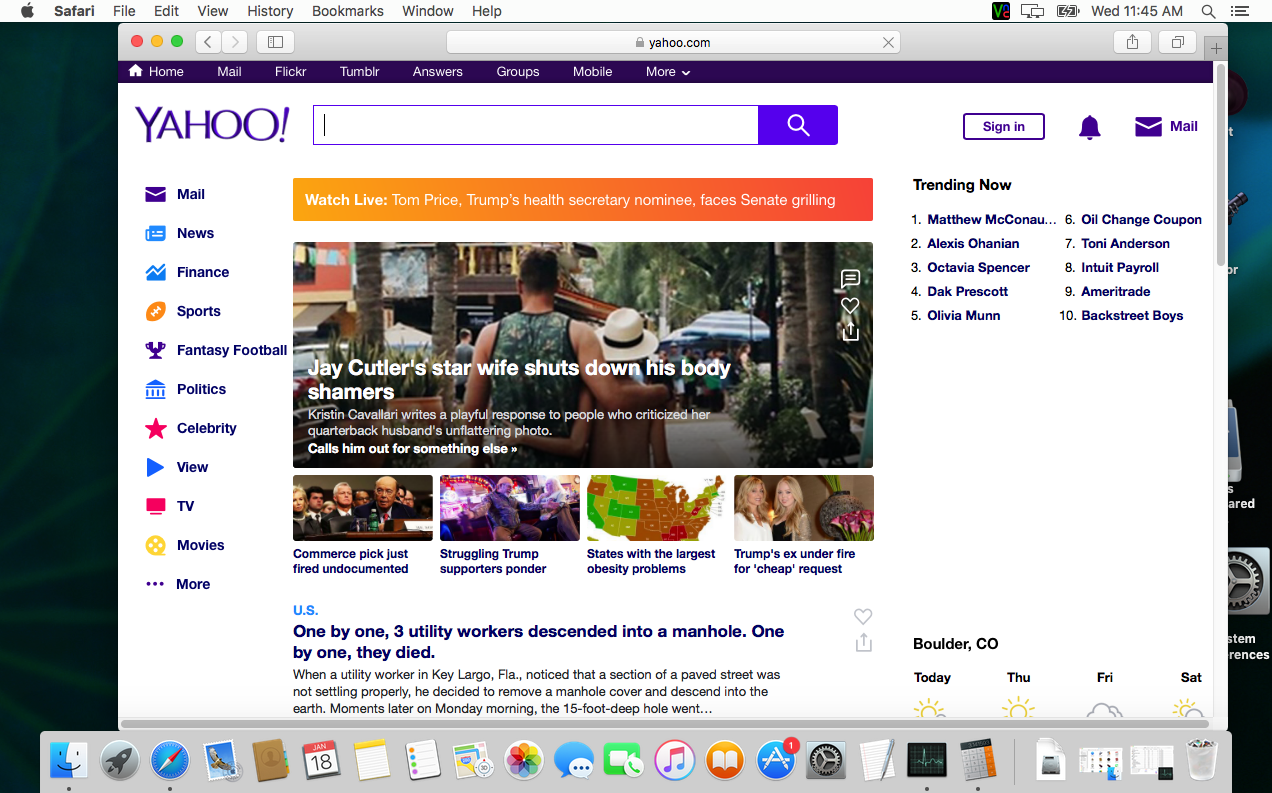 Safari File Edit View History Bookmarks Window Help Wed 11:45 AM
yahoo.com
Home Mail Flickr Tumblr Answers Groups Mobile More
YAHOO!
Sign in
Mail
Mail
News
Finance
Sports
Fantasy Football
Politics
Celebrity
View
TV
Movies
More
Watch Live: Tom Price, Trump's health secretary nominee, faces Senate grilling
Jay Cutler's star wife shuts down his body
shamers
Kristin Cavallari writes a playful response to people who criticized her
quarterback husband's unflattering photo.
Calls him out for something else »
Commerce pick just
fired undocumented
Struggling Trump
supporters ponder
States with the largest
obesity problems
Trump's ex under fire
for 'cheap' request
U.S.
One by one, 3 utility workers descended into a manhole. One
by one, they died.
When a utility worker in Key Largo, Fla., noticed that a section of a paved street was
not settling properly, he decided to remove a manhole cover and descend into the
earth. Moments later on Monday morning, the 15-foot-deep hole went…
Trending Now
1. Matthew McConau...
2. Alexis Ohanian
3. Octavia Spencer
4. Dak Prescott
5. Olivia Munn
6. Oil Change Coupon
7. Toni Anderson
8. Intuit Payroll
9. Ameritrade
10. Backstreet Boys
Boulder, CO
Today Thu Fri Sat
t
or
s
ared
stem
rences
JAN
18
1